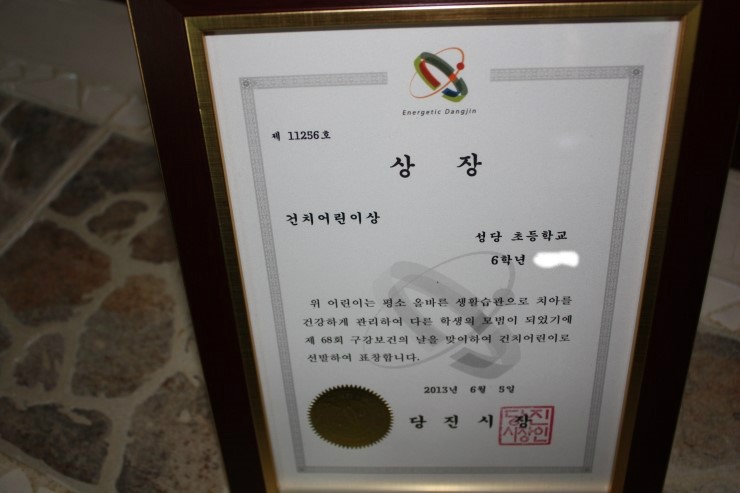 Energetic Dangjin
제 11256호
상 장
건치어린이상
성당 초등학교
6학년
위 어린이는 평소 올바른 생활습관으로 치아를
건강하게 관리하여 다른 학생의 모범이 되었기에
제 68회 구강보건의 날을 맞이하여 건치어린이로
선발하여 표창합니다.
2013년 6월 5일
당 진 시 장
당진
시장인